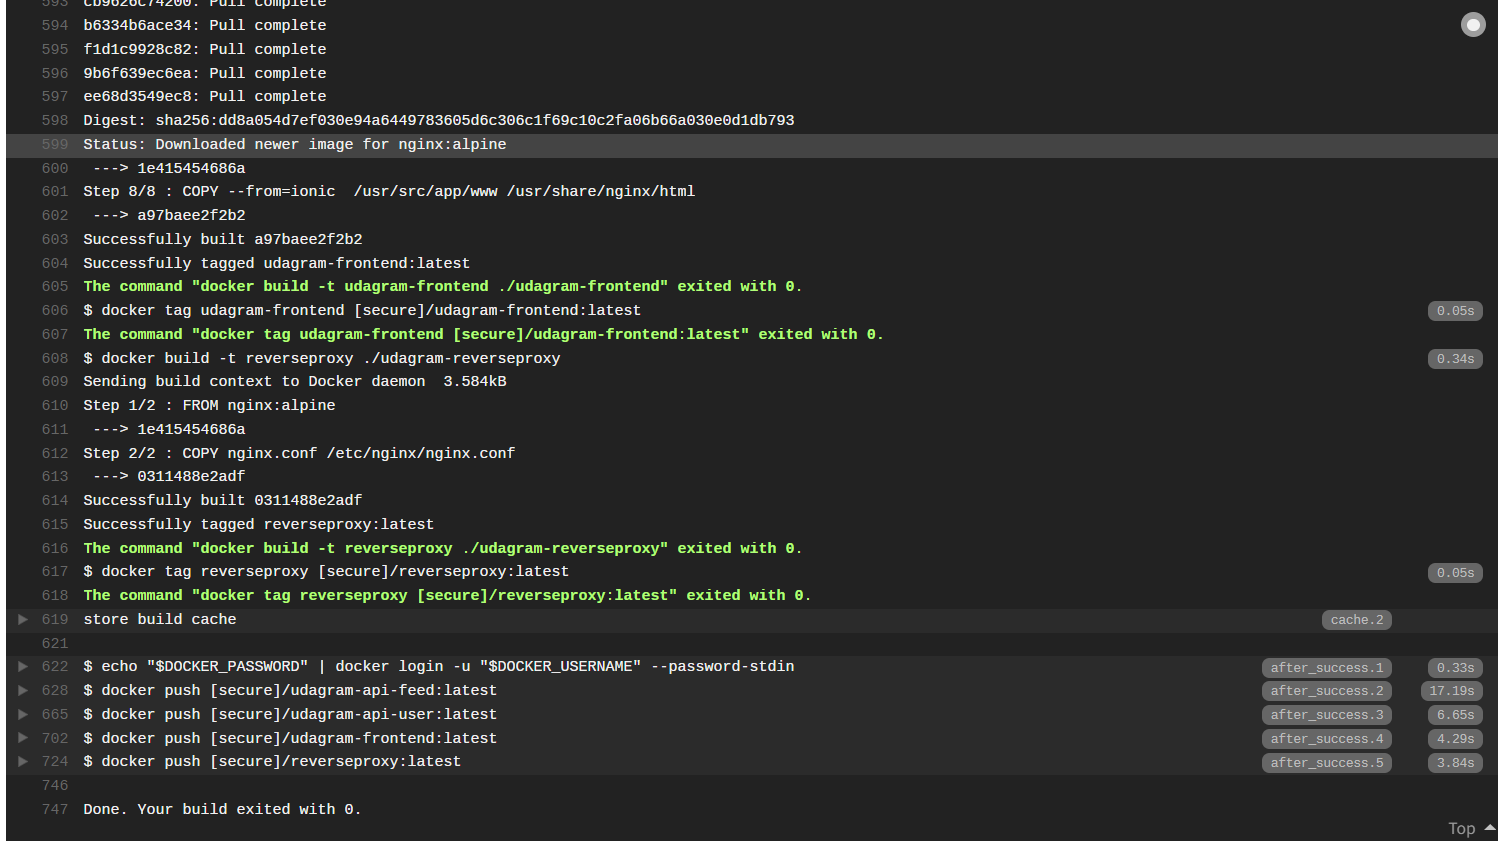 593 cb9626c74200: Pull complete
594 b6334b6ace34: Pull complete
595 f1d1c9928c82: Pull complete
596 9b6f639ec6ea: Pull complete
597 ee68d3549ec8: Pull complete
598 Digest: sha256:dd8a054d7ef030e94a6449783605d6c306c1f69c10c2fa06b66a030e0d1db793
599 Status: Downloaded newer image for nginx:alpine
600  ---> 1e415454686a
601 Step 8/8 : COPY --from=ionic  /usr/src/app/www /usr/share/nginx/html
602  ---> a97baee2f2b2
603 Successfully built a97baee2f2b2
604 Successfully tagged udagram-frontend:latest
605 The command "docker build -t udagram-frontend ./udagram-frontend" exited with 0.
606 $ docker tag udagram-frontend [secure]/udagram-frontend:latest 0.05s
607 The command "docker tag udagram-frontend [secure]/udagram-frontend:latest" exited with 0.
608 $ docker build -t reverseproxy ./udagram-reverseproxy 0.34s
609 Sending build context to Docker daemon  3.584kB
610 Step 1/2 : FROM nginx:alpine
611  ---> 1e415454686a
612 Step 2/2 : COPY nginx.conf /etc/nginx/nginx.conf
613  ---> 0311488e2adf
614 Successfully built 0311488e2adf
615 Successfully tagged reverseproxy:latest
616 The command "docker build -t reverseproxy ./udagram-reverseproxy" exited with 0.
617 $ docker tag reverseproxy [secure]/reverseproxy:latest 0.05s
618 The command "docker tag reverseproxy [secure]/reverseproxy:latest" exited with 0.
619 store build cache cache.2
621
622 $ echo "$DOCKER_PASSWORD" | docker login -u "$DOCKER_USERNAME" --password-stdin after_success.1 0.33s
628 $ docker push [secure]/udagram-api-feed:latest after_success.2 17.19s
665 $ docker push [secure]/udagram-api-user:latest after_success.3 6.65s
702 $ docker push [secure]/udagram-frontend:latest after_success.4 4.29s
724 $ docker push [secure]/reverseproxy:latest after_success.5 3.84s
746
747 Done. Your build exited with 0.
Top